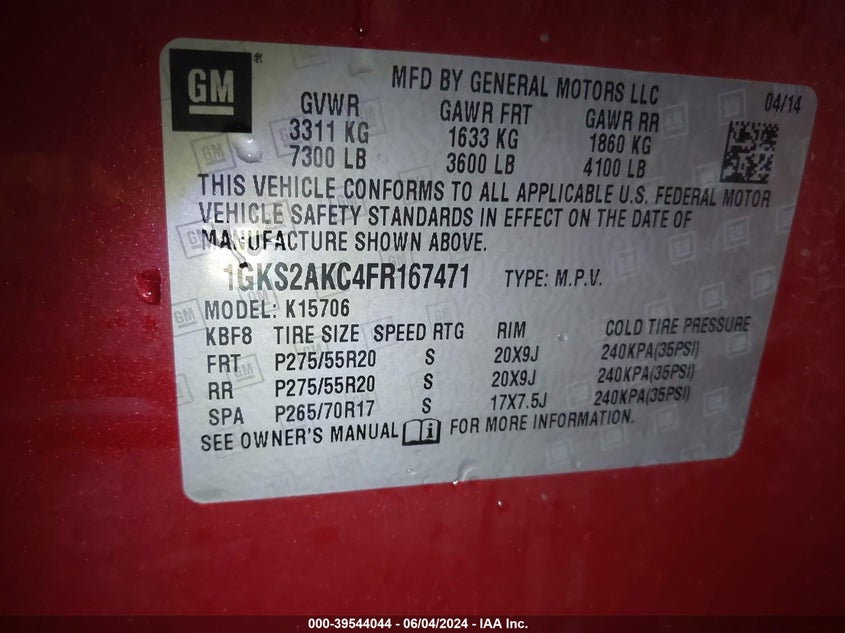 GM ®
MFD BY GENERAL MOTORS LLC 04/14
GVWR GAWR FRT GAWR RR
3311 KG 1633 KG 1860 KG
7300 LB 3600 LB 4100 LB
THIS VEHICLE CONFORMS TO ALL APPLICABLE U.S. FEDERAL MOTOR
VEHICLE SAFETY STANDARDS IN EFFECT ON THE DATE OF
MANUFACTURE SHOWN ABOVE.
1GKS2AKC4FR167471 TYPE: M.P.V.
MODEL: K15706
KBF8 TIRE SIZE SPEED RTG RIM COLD TIRE PRESSURE
FRT P275/55R20 S 20X9J 240KPA(35PSI)
RR P275/55R20 S 20X9J 240KPA(35PSI)
SPA P265/70R17 S 17X7.5J 240KPA(35PSI)
SEE OWNER'S MANUAL i FOR MORE INFORMATION.
000-39544044 - 06/04/2024 - IAA Inc.